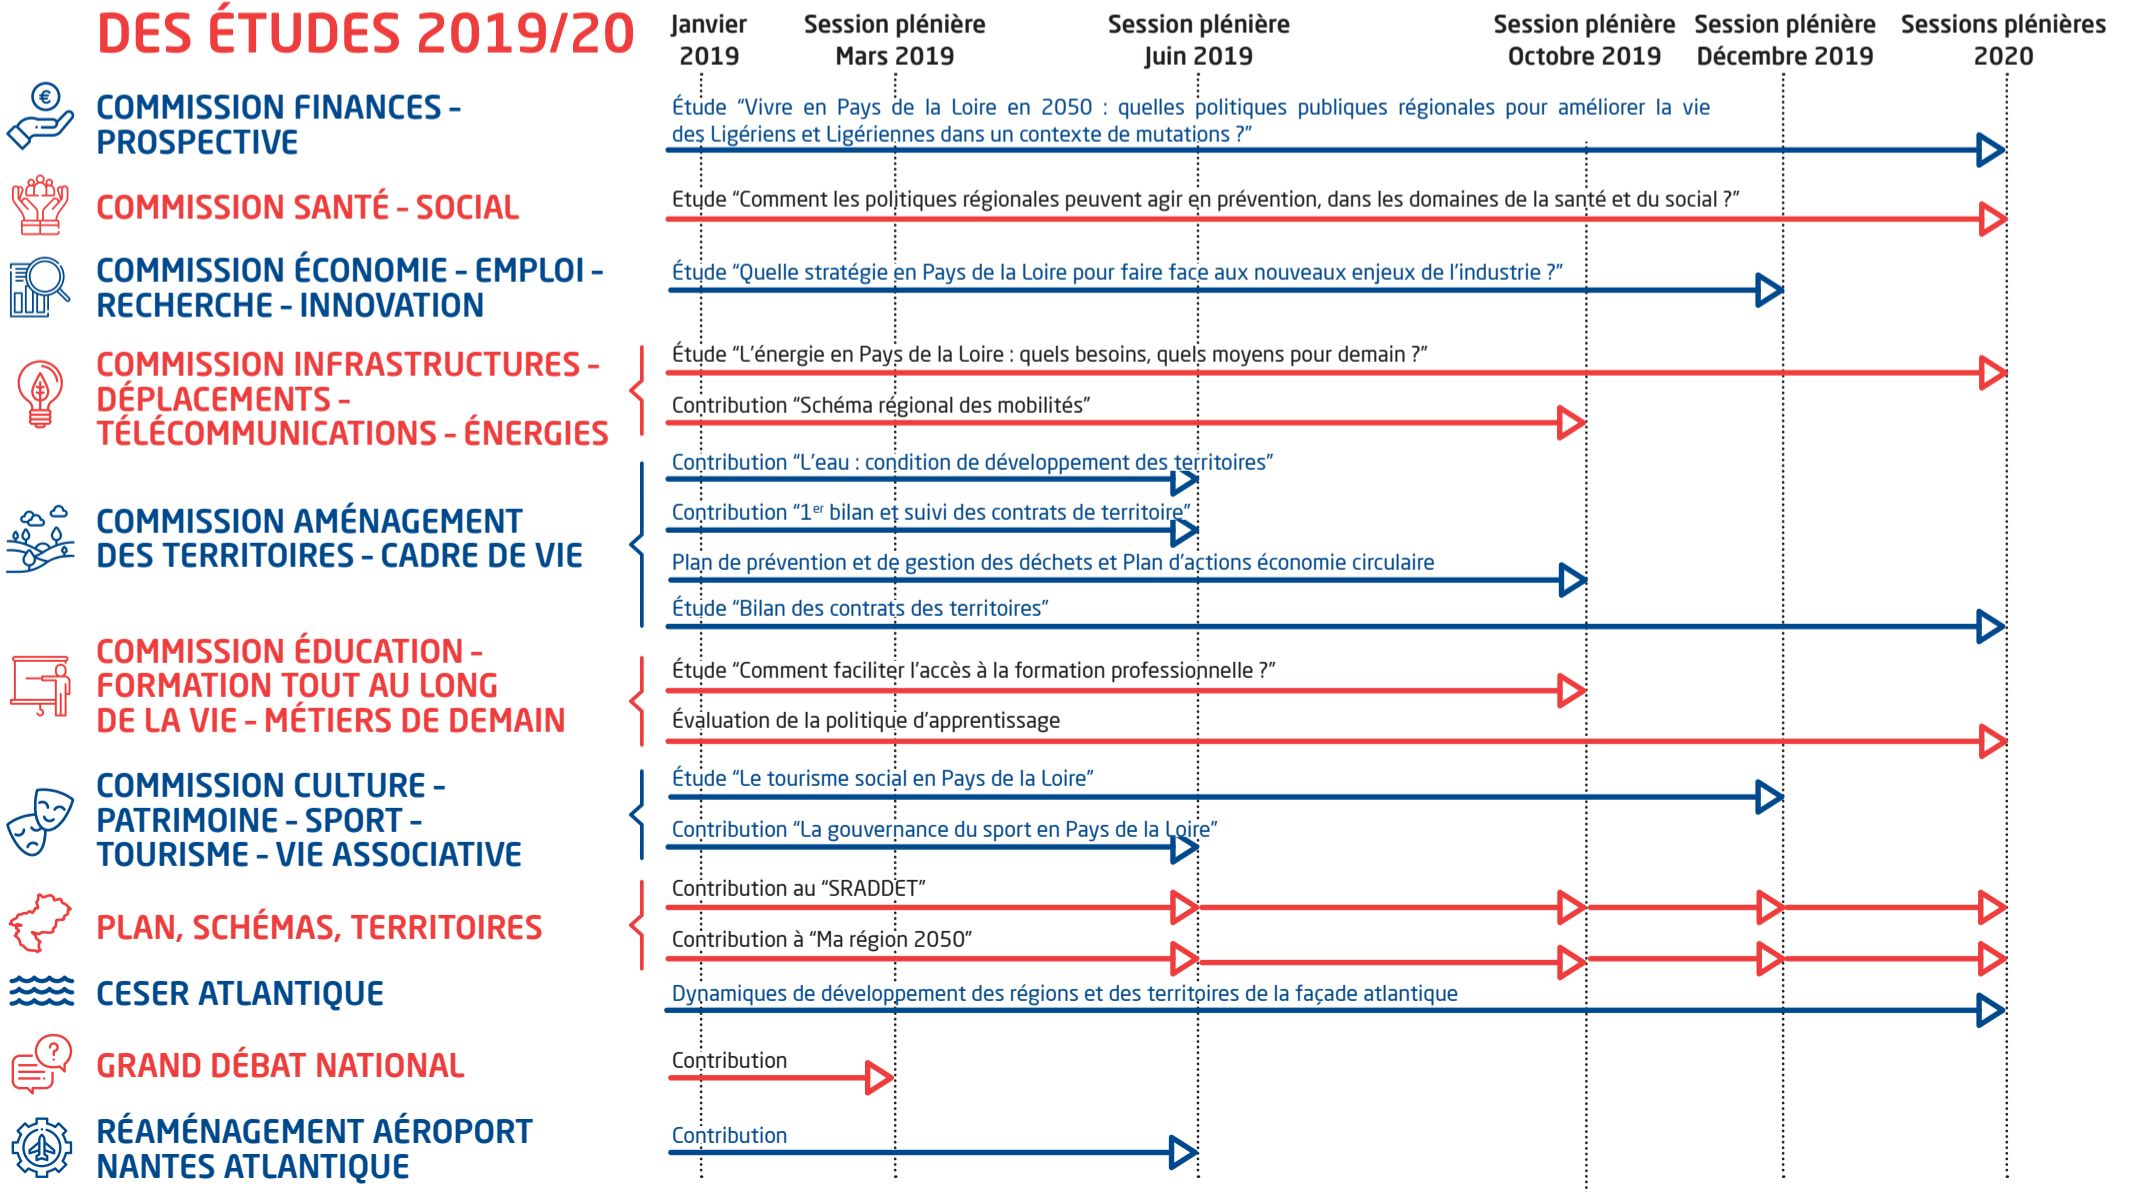 DES ÉTUDES 2019/20
Janvier
2019
Session plénière
Mars 2019
Session plénière
Juin 2019
Session plénière
Octobre 2019
Session plénière
Décembre 2019
Sessions plénières
2020
€
COMMISSION FINANCES –
PROSPECTIVE
Étude “Vivre en Pays de la Loire en 2050 : quelles politiques publiques régionales pour améliorer la vie
des Ligériens et Ligériennes dans un contexte de mutations ?”
COMMISSION SANTÉ – SOCIAL
Etude “Comment les politiques régionales peuvent agir en prévention, dans les domaines de la santé et du social ?”
COMMISSION ÉCONOMIE – EMPLOI –
RECHERCHE – INNOVATION
Étude “Quelle stratégie en Pays de la Loire pour faire face aux nouveaux enjeux de l’industrie ?”
COMMISSION INFRASTRUCTURES –
DÉPLACEMENTS –
TÉLÉCOMMUNICATIONS – ÉNERGIES
Étude “L’énergie en Pays de la Loire : quels besoins, quels moyens pour demain ?”
Contribution “Schéma régional des mobilités”
COMMISSION AMÉNAGEMENT
DES TERRITOIRES – CADRE DE VIE
Contribution “L’eau : condition de développement des territoires”
Contribution “1er bilan et suivi des contrats de territoire”
Plan de prévention et de gestion des déchets et Plan d’actions économie circulaire
Étude “Bilan des contrats des territoires”
COMMISSION ÉDUCATION –
FORMATION TOUT AU LONG
DE LA VIE – MÉTIERS DE DEMAIN
Étude “Comment faciliter l’accès à la formation professionnelle ?”
Évaluation de la politique d’apprentissage
COMMISSION CULTURE –
PATRIMOINE – SPORT –
TOURISME – VIE ASSOCIATIVE
Étude “Le tourisme social en Pays de la Loire”
Contribution “La gouvernance du sport en Pays de la Loire”
PLAN, SCHÉMAS, TERRITOIRES
Contribution au “SRADDET”
Contribution à “Ma région 2050”
CESER ATLANTIQUE
Dynamiques de développement des régions et des territoires de la façade atlantique
?
GRAND DÉBAT NATIONAL
Contribution
RÉAMÉNAGEMENT AÉROPORT
NANTES ATLANTIQUE
Contribution